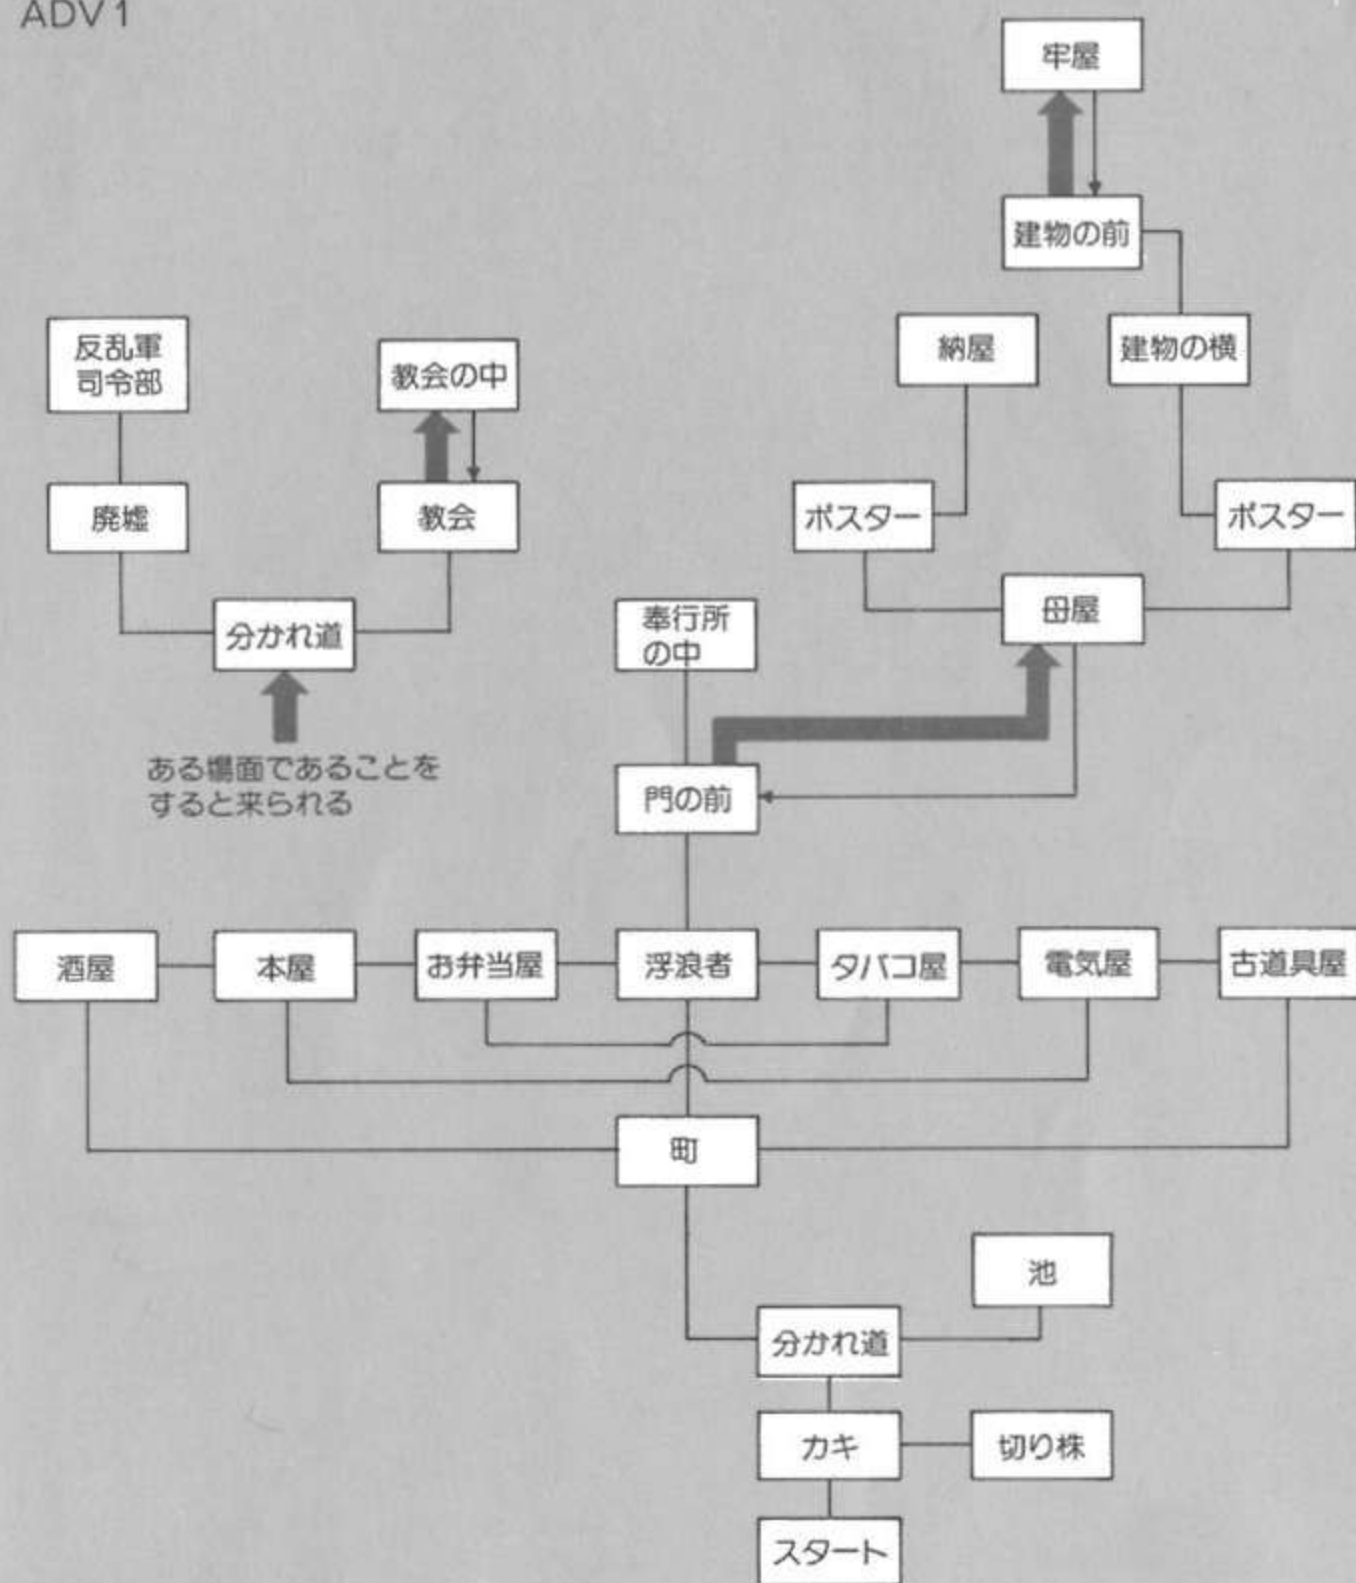 ADV1
牢屋
建物の前
反乱軍
司令部
教会の中
納屋
建物の横
廃墟
教会
ポスター
ポスター
分かれ道
奉行所
の中
母屋
ある場面であることを
すると来られる
門の前
酒屋
本屋
お弁当屋
浮浪者
タバコ屋
電気屋
古道具屋
町
池
分かれ道
カキ
切り株
スタート